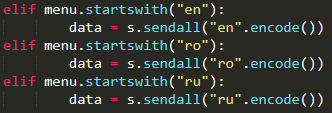 elif menu.startswith("en"):
        data = s.sendall("en".encode())
elif menu.startswith("ro"):
        data = s.sendall("ro".encode())
elif menu.startswith("ru"):
        data = s.sendall("ru".encode())